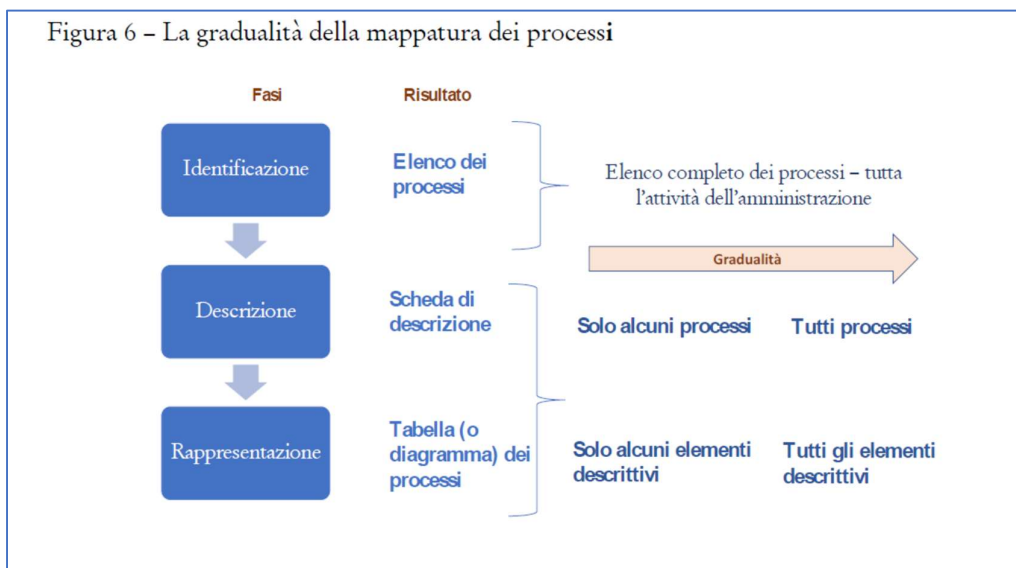 Figura 6 – La gradualità della mappatura dei processi
Fasi
Risultato
Identificazione
Elenco dei
processi
Elenco completo dei processi – tutta
l'attività dell'amministrazione
Gradualità
Descrizione
Scheda di
descrizione
Solo alcuni processi
Tutti processi
Rappresentazione
Tabella (o
diagramma) dei
processi
Solo alcuni elementi
descrittivi
Tutti gli elementi
descrittivi